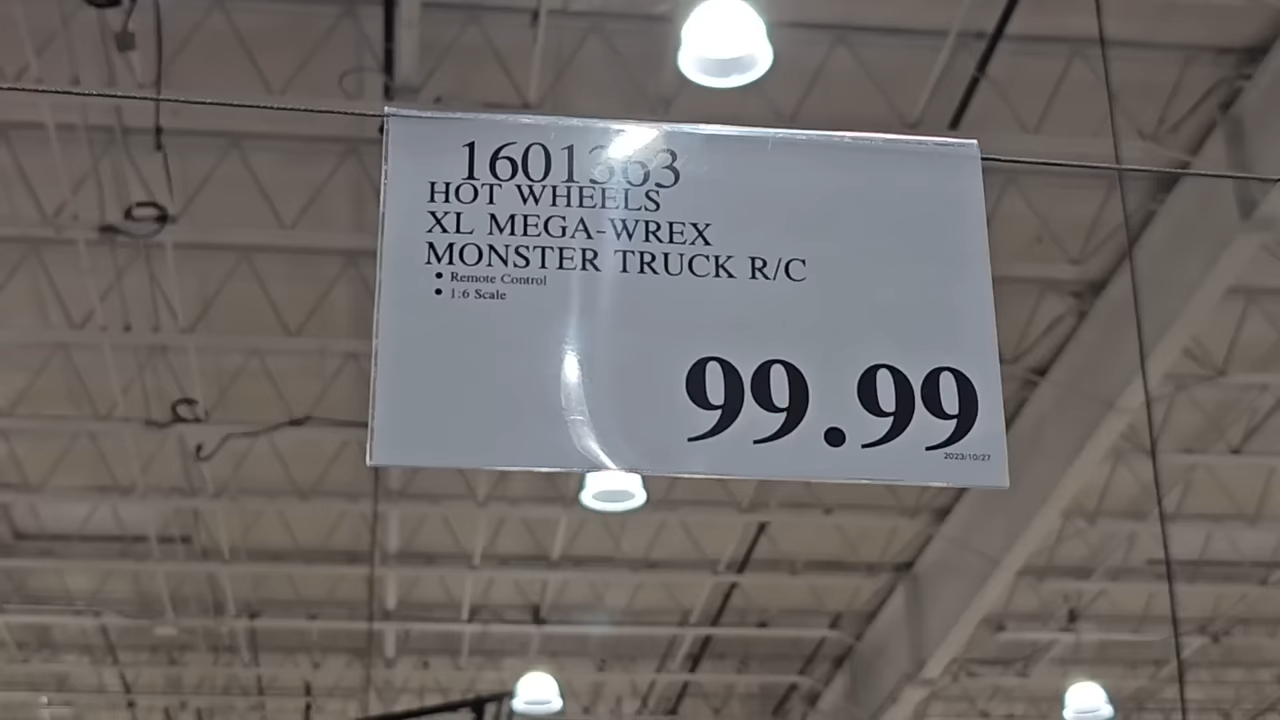 1601363
HOT WHEELS
XL MEGA-WREX
MONSTER TRUCK R/C
• Remote Control
• 1:6 Scale
99.99
2023/10/27